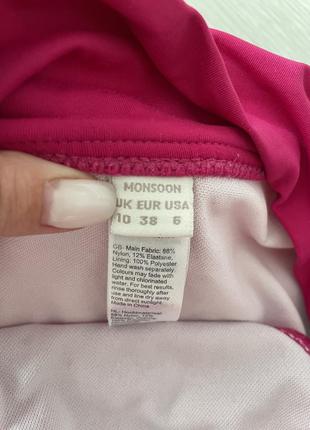 MONSOON
UK EUR USA
10 38 6
GB- Main Fabric: 88%
Nylon, 12% Elastane,
Lining: 100% Polyester
Hand wash separately
Colours may fade with
light and chlorinated
water. For best results,
rinse thoroughly after
use and line dry away
from direct sunlight.
Made in China